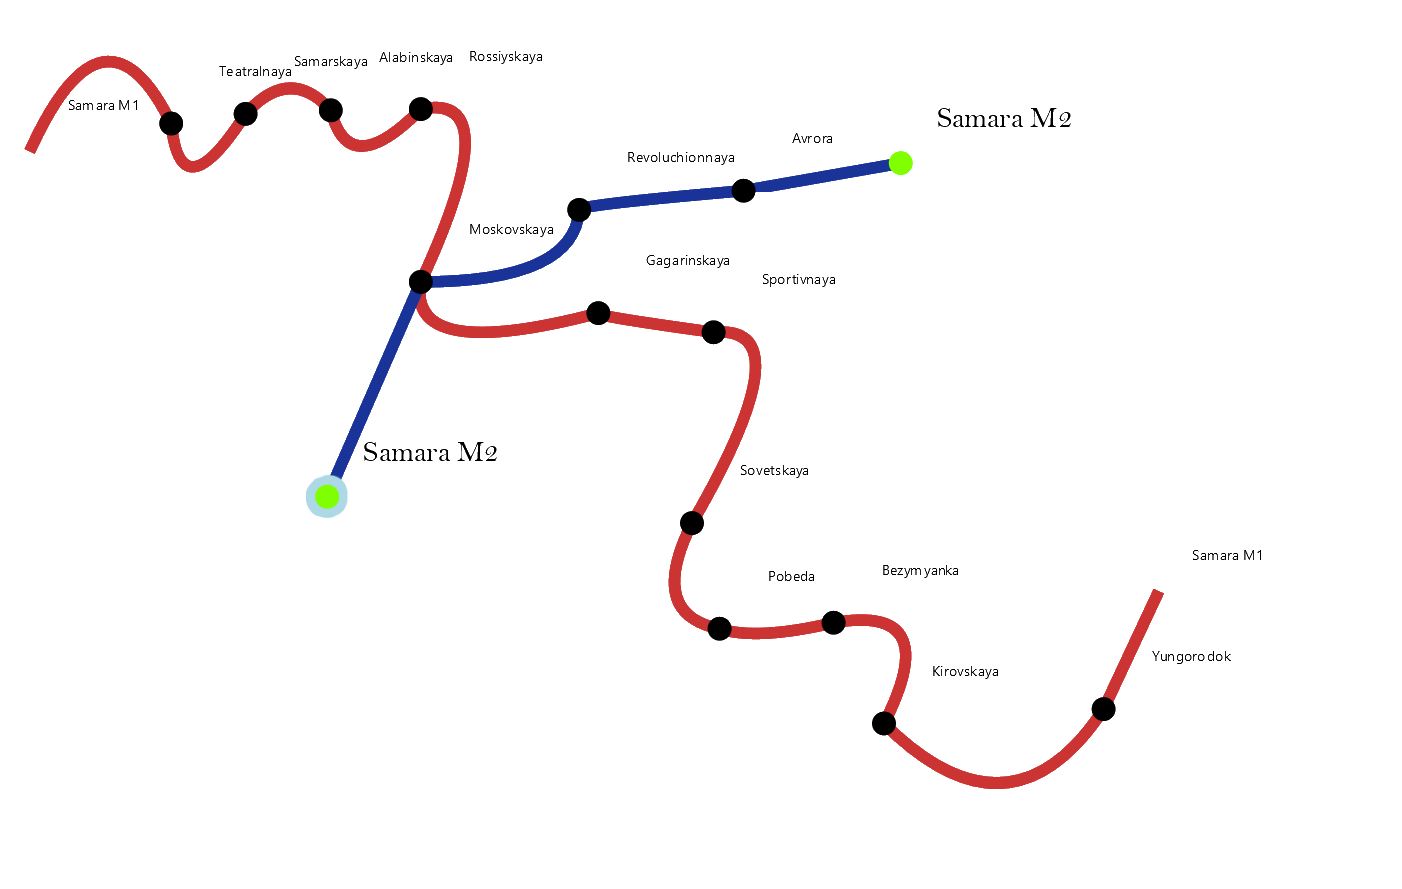 Rossiyskaya
Alabinskaya
Samarskaya
Teatralnaya
Samara M1
Samara M2
Avrora
Revoluchionnaya
Moskovskaya
Gagarinskaya
Sportivnaya
Samara M2
Sovetskaya
Samara M1
Bezymyanka
Pobeda
Yungorodok
Kirovskaya